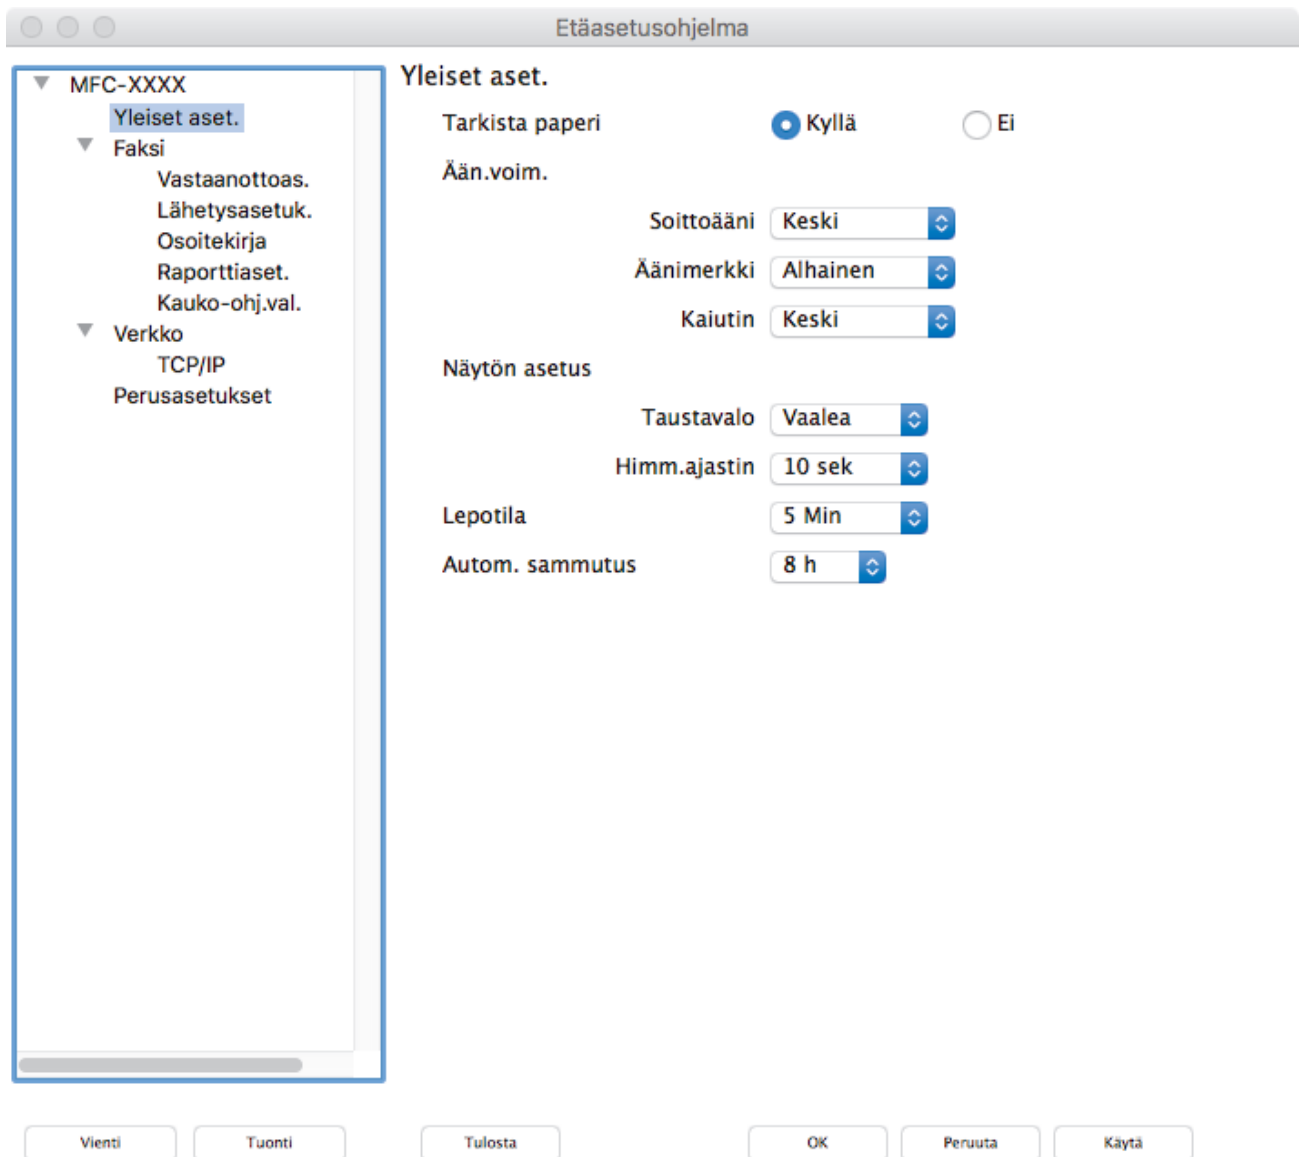 Etäasetusohjelma
MFC-XXXX
Yleiset aset.
Faksi
Vastaanottoas.
Lähetysasetuk.
Osoitekirja
Raporttiaset.
Kauko-ohj.val.
Verkko
TCP/IP
Perusasetukset
Yleiset aset.
Tarkista paperi Kyllä Ei
Ään.voim.
Soittoääni Keski
Äänimerkki Alhainen
Kaiutin Keski
Näytön asetus
Taustavalo Vaalea
Himm.ajastin 10 sek
Lepotila 5 Min
Autom. sammutus 8 h
Vienti Tuonti Tulosta OK Peruuta Käytä